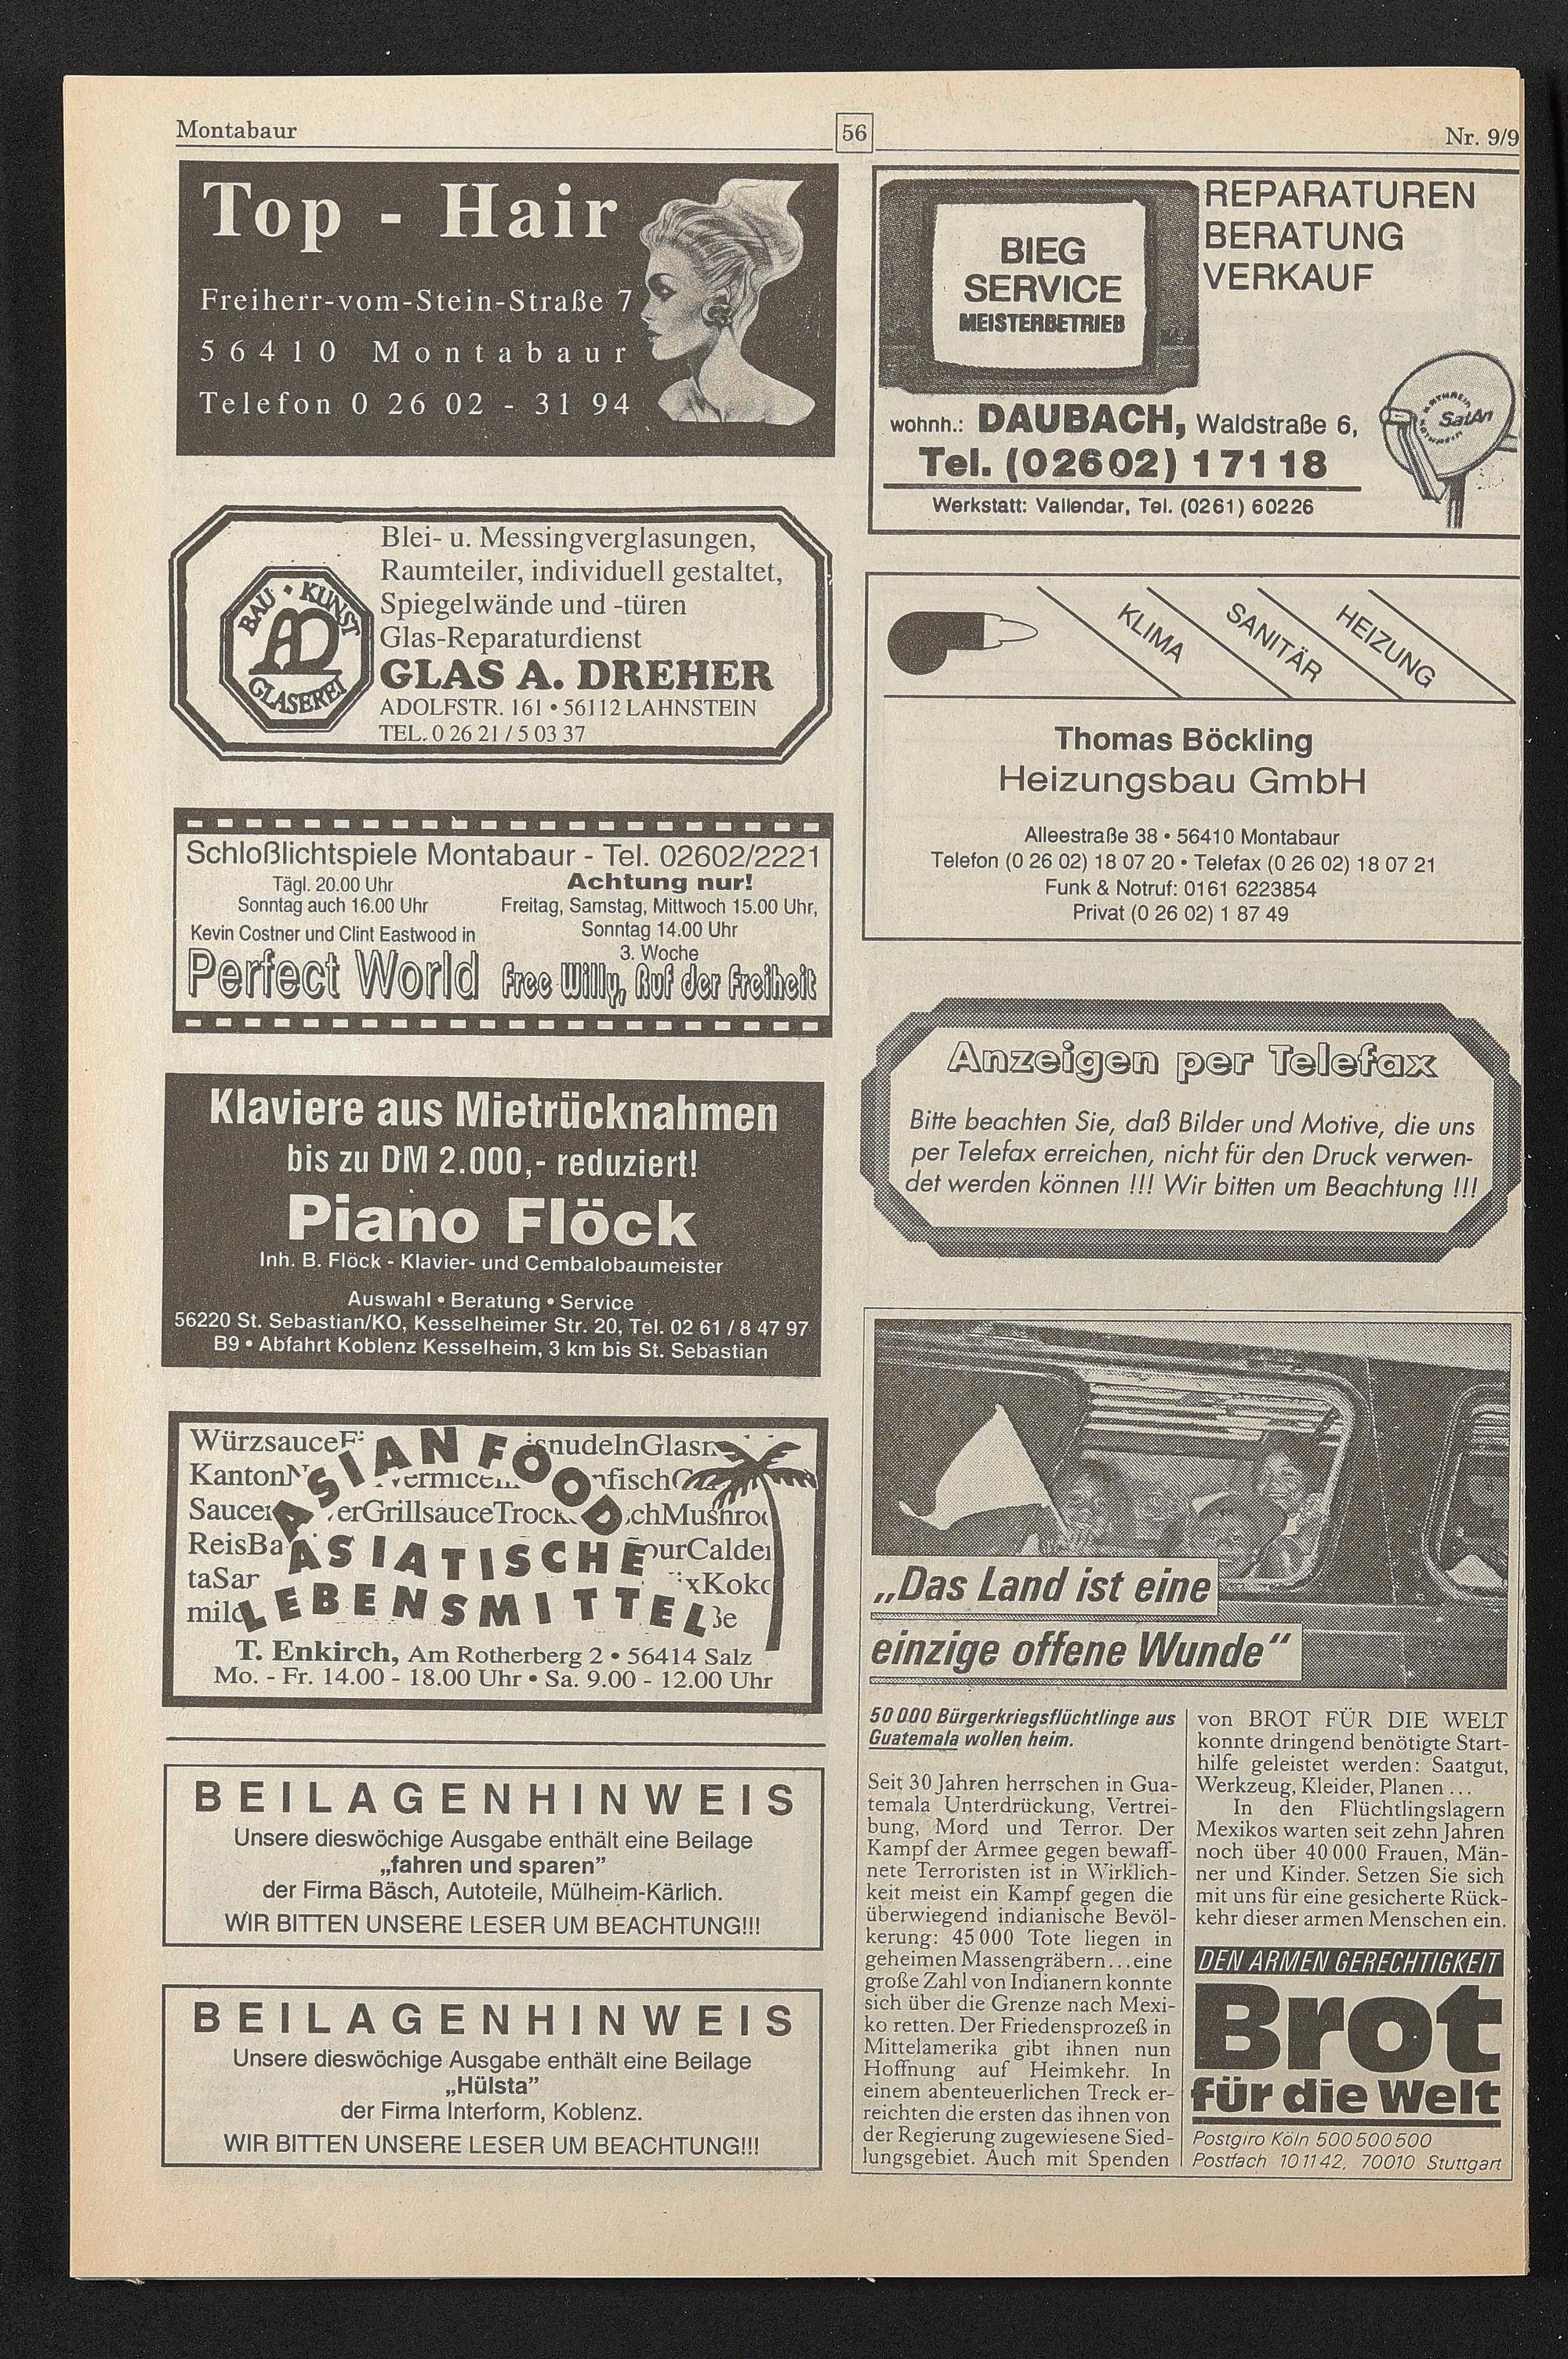 Montabaur
56
Nr. 9/9
Top - Hair
Freiherr-vom-Stein-Straße 7
56410 Montabaur
Telefon 0 26 02 - 31 94
Blei- u. Messingverglasungen,
Raumteiler, individuell gestaltet,
Spiegelwände und -türen
Glas-Reparaturdienst
BAU • KUNST
AD
GLASEREI
GLAS A. DREHER
ADOLFSTR. 161 • 56112 LAHNSTEIN
TEL. 0 26 21 / 5 03 37
Schloßlichtspiele Montabaur - Tel. 02602/2221
Tägl. 20.00 Uhr
Sonntag auch 16.00 Uhr
Kevin Costner und Clint Eastwood in
Perfect World
Achtung nur!
Freitag, Samstag, Mittwoch 15.00 Uhr,
Sonntag 14.00 Uhr
3. Woche
Free Willy, Ruf der Freiheit
Klaviere aus Mietrücknahmen
bis zu DM 2.000,- reduziert!
Piano Flöck
Inh. B. Flöck - Klavier- und Cembalobaumeister
Auswahl • Beratung • Service
56220 St. Sebastian/KO, Kesselheimer Str. 20, Tel. 02 61 / 8 47 97
B9 • Abfahrt Koblenz Kesselheim, 3 km bis St. Sebastian
ASIAN FOOD
ASIATISCHE
LEBENSMITTEL
T. Enkirch, Am Rotherberg 2 • 56414 Salz
Mo. - Fr. 14.00 - 18.00 Uhr • Sa. 9.00 - 12.00 Uhr
BEILAGENHINWEIS
Unsere dieswöchige Ausgabe enthält eine Beilage
„fahren und sparen”
der Firma Bäsch, Autoteile, Mülheim-Kärlich.
WIR BITTEN UNSERE LESER UM BEACHTUNG!!!
BEILAGENHINWEIS
Unsere dieswöchige Ausgabe enthält eine Beilage
„Hülsta”
der Firma Interform, Koblenz.
WIR BITTEN UNSERE LESER UM BEACHTUNG!!!
BIEG
SERVICE
MEISTERBETRIEB
REPARATUREN
BERATUNG
VERKAUF
KATHREIN
SatAn
KATHREIN
wohnh.: DAUBACH, Waldstraße 6,
Tel. (02602) 17118
Werkstatt: Vallendar, Tel. (0261) 60226
KLIMA
SANITÄR
HEIZUNG
Thomas Böckling
Heizungsbau GmbH
Alleestraße 38 • 56410 Montabaur
Telefon (0 26 02) 18 07 20 • Telefax (0 26 02) 18 07 21
Funk & Notruf: 0161 6223854
Privat (0 26 02) 1 87 49
Anzeigen per Telefax
Bitte beachten Sie, daß Bilder und Motive, die uns
per Telefax erreichen, nicht für den Druck verwen-
det werden können !!! Wir bitten um Beachtung !!!
„Das Land ist eine
einzige offene Wunde“
50 000 Bürgerkriegsflüchtlinge aus
Guatemala wollen heim.
Seit 30 Jahren herrschen in Gua-
temala Unterdrückung, Vertrei-
bung, Mord und Terror. Der
Kampf der Armee gegen bewaff-
nete Terroristen ist in Wirklich-
keit meist ein Kampf gegen die
überwiegend indianische Bevöl-
kerung: 45 000 Tote liegen in
geheimen Massengräbern...eine
große Zahl von Indianern konnte
sich über die Grenze nach Mexi-
ko retten. Der Friedensprozeß in
Mittelamerika gibt ihnen nun
Hoffnung auf Heimkehr. In
einem abenteuerlichen Treck er-
reichten die ersten das ihnen von
der Regierung zugewiesene Sied-
lungsgebiet. Auch mit Spenden
von BROT FÜR DIE WELT
konnte dringend benötigte Start-
hilfe geleistet werden: Saatgut,
Werkzeug, Kleider, Planen ...
In den Flüchtlingslagern
Mexikos warten seit zehn Jahren
noch über 40 000 Frauen, Män-
ner und Kinder. Setzen Sie sich
mit uns für eine gesicherte Rück-
kehr dieser armen Menschen ein.
DEN ARMEN GERECHTIGKEIT
Brot
für die Welt
Postgiro Köln 500 500 500
Postfach 10 11 42, 70010 Stuttgart